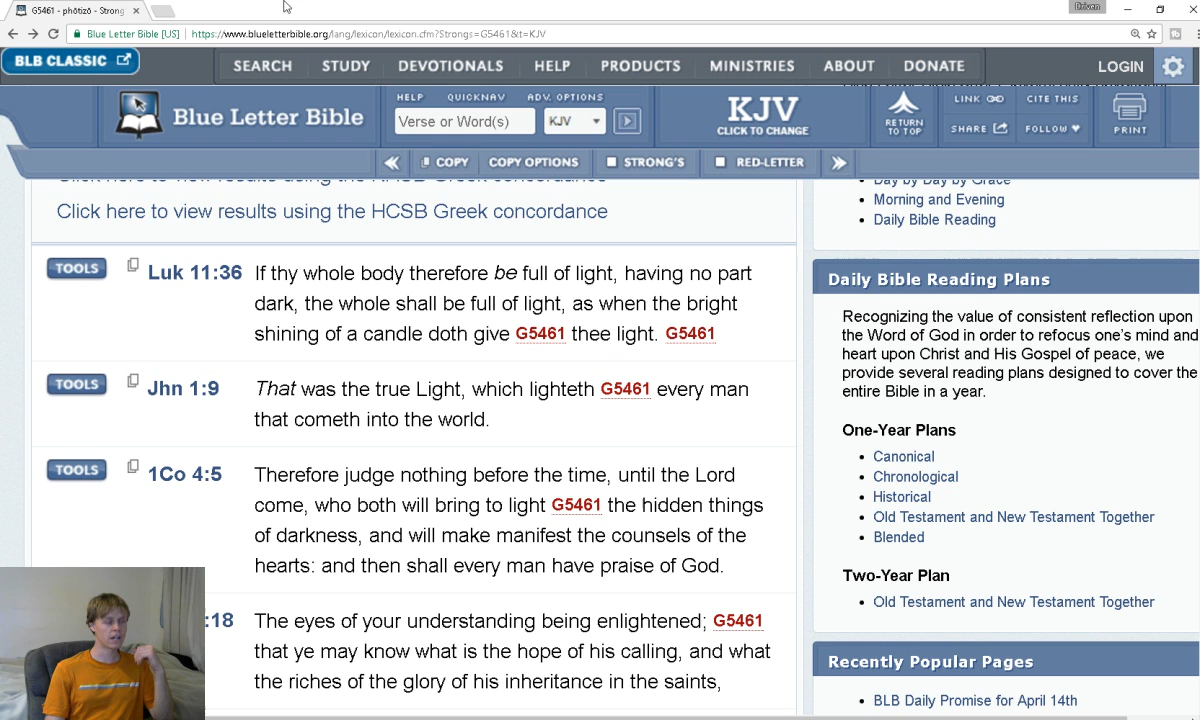 G5461 - phōtizō - Strong
Driven
Blue Letter Bible [US]
https://www.blueletterbible.org/lang/lexicon/lexicon.cfm?Strongs=G5461&t=KJV
BLB CLASSIC
SEARCH STUDY DEVOTIONALS HELP PRODUCTS MINISTRIES ABOUT DONATE
LOGIN
Blue Letter Bible
HELP QUICKNAV ADV. OPTIONS
Verse or Word(s) KJV
KJV
CLICK TO CHANGE
RETURN
TO TOP
LINK CITE THIS
SHARE FOLLOW
PRINT
COPY COPY OPTIONS STRONG'S RED-LETTER
Click here to view results using the HCSB Greek concordance
TOOLS Luk 11:36 If thy whole body therefore be full of light, having no part
dark, the whole shall be full of light, as when the bright
shining of a candle doth give G5461 thee light. G5461
TOOLS Jhn 1:9 That was the true Light, which lighteth G5461 every man
that cometh into the world.
TOOLS 1Co 4:5 Therefore judge nothing before the time, until the Lord
come, who both will bring to light G5461 the hidden things
of darkness, and will make manifest the counsels of the
hearts: and then shall every man have praise of God.
:18 The eyes of your understanding being enlightened; G5461
that ye may know what is the hope of his calling, and what
the riches of the glory of his inheritance in the saints,
Day by Day by Grace
Morning and Evening
Daily Bible Reading
Daily Bible Reading Plans
Recognizing the value of consistent reflection upon
the Word of God in order to refocus one's mind and
heart upon Christ and His Gospel of peace, we
provide several reading plans designed to cover the
entire Bible in a year.
One-Year Plans
Canonical
Chronological
Historical
Old Testament and New Testament Together
Blended
Two-Year Plan
Old Testament and New Testament Together
Recently Popular Pages
BLB Daily Promise for April 14th